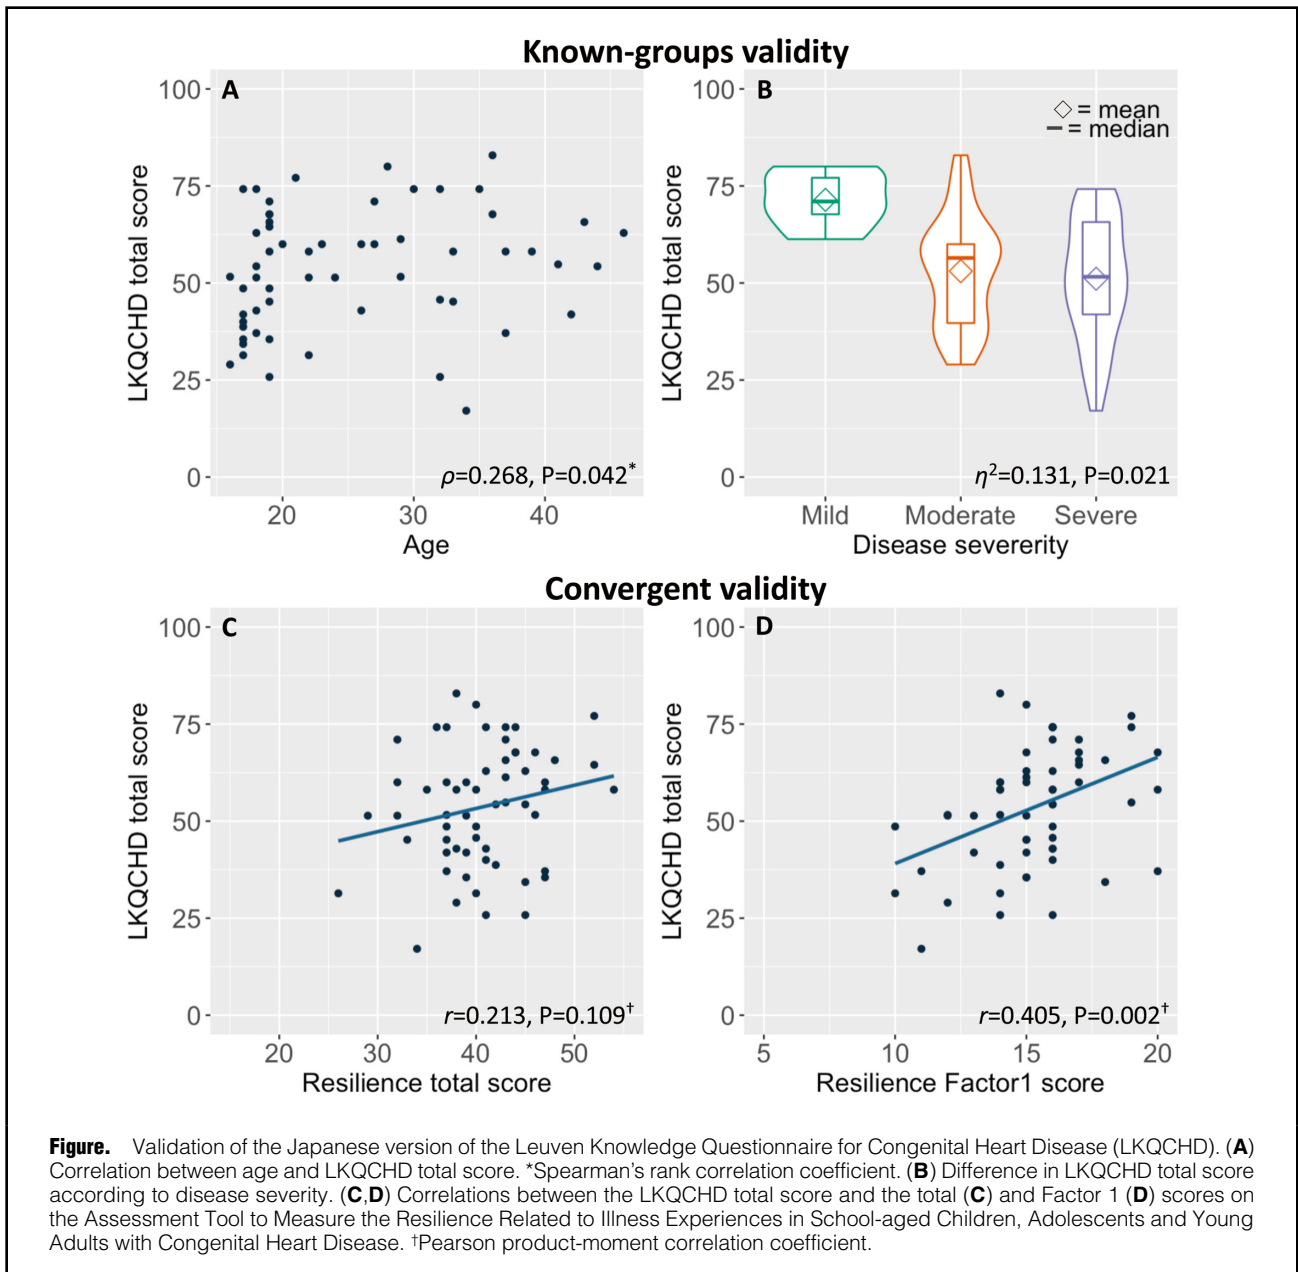 Known-groups validity
A
100
75
50
25
0
LKQCHD total score
20 30 40
Age
ρ=0.268, P=0.042*
B
100
75
50
25
0
LKQCHD total score
◇ = mean
– = median
Mild Moderate Severe
Disease severerity
η²=0.131, P=0.021
Convergent validity
C
100
75
50
25
0
LKQCHD total score
20 30 40 50
Resilience total score
r=0.213, P=0.109†
D
100
75
50
25
0
LKQCHD total score
5 10 15 20
Resilience Factor1 score
r=0.405, P=0.002†
Figure. Validation of the Japanese version of the Leuven Knowledge Questionnaire for Congenital Heart Disease (LKQCHD). (A)
Correlation between age and LKQCHD total score. *Spearman's rank correlation coefficient. (B) Difference in LKQCHD total score
according to disease severity. (C,D) Correlations between the LKQCHD total score and the total (C) and Factor 1 (D) scores on
the Assessment Tool to Measure the Resilience Related to Illness Experiences in School-aged Children, Adolescents and Young
Adults with Congenital Heart Disease. †Pearson product-moment correlation coefficient.